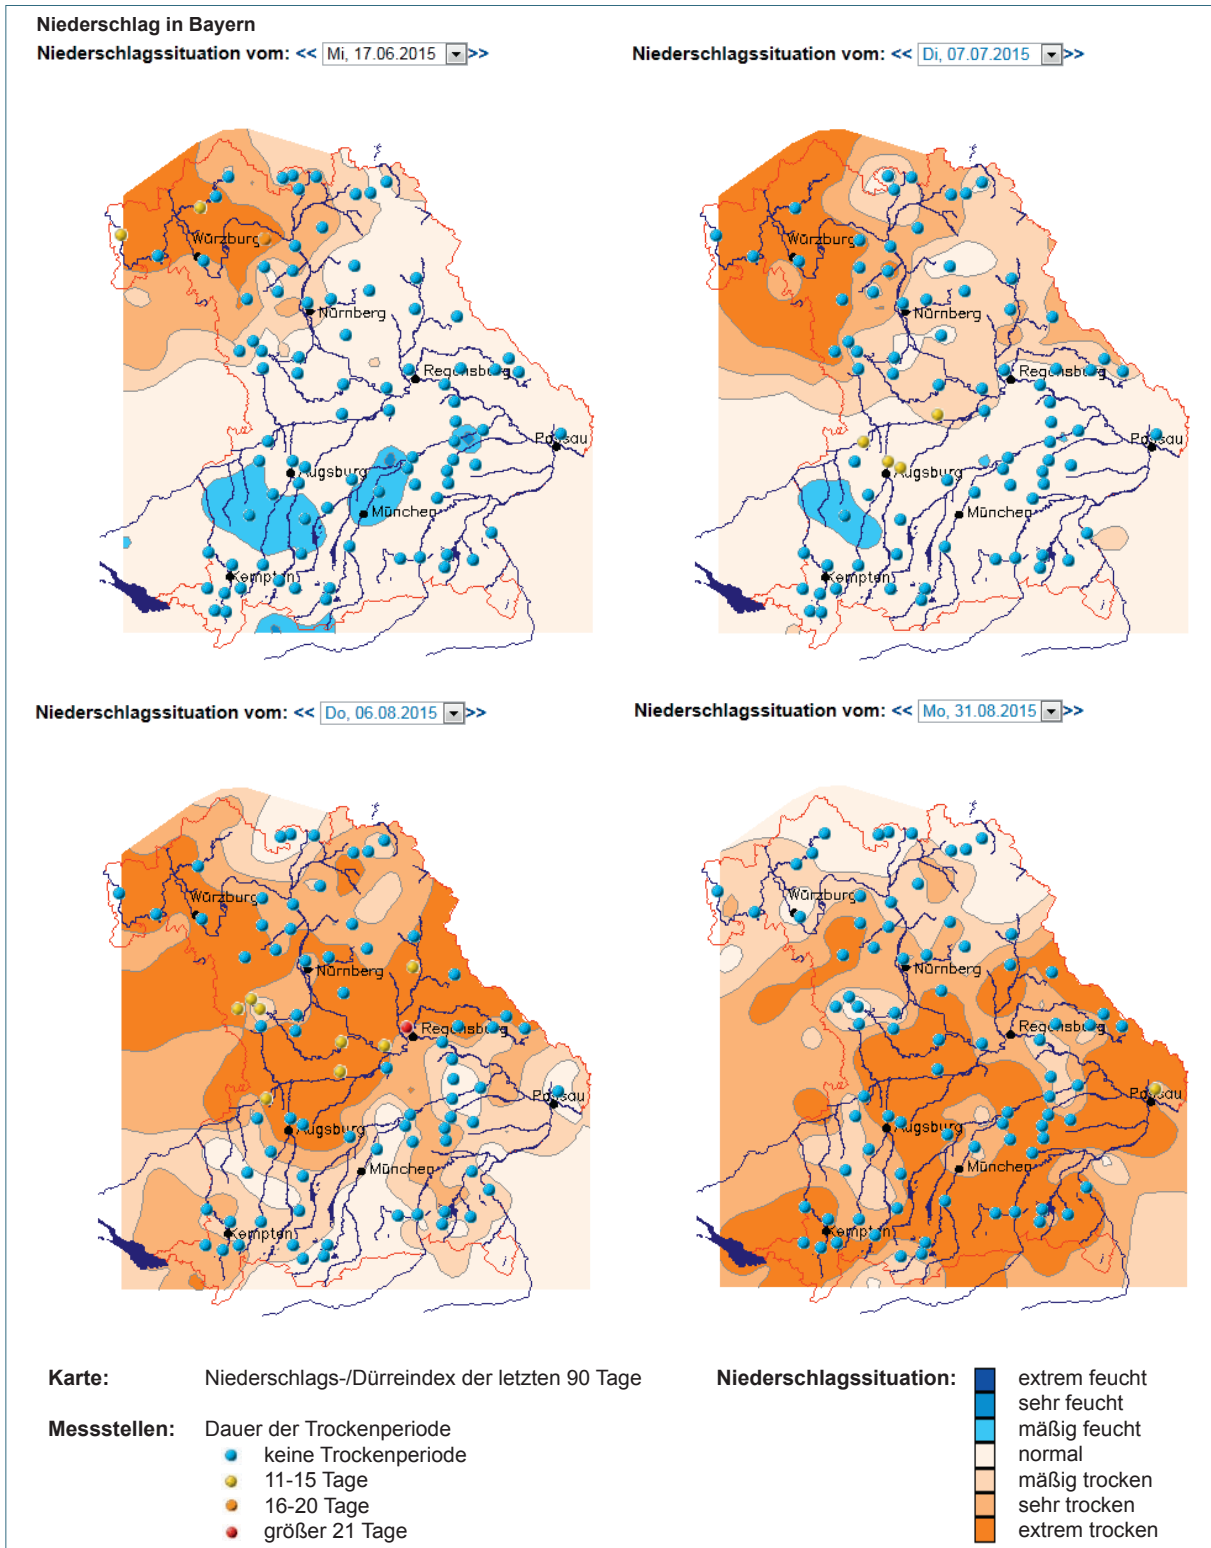 Niederschlag in Bayern
Niederschlagssituation vom: << Mi, 17.06.2015 >>
Niederschlagssituation vom: << Di, 07.07.2015 >>
Würzburg
Nürnberg
Regensburg
Passau
Augsburg
München
Kempten
Würzburg
Nürnberg
Regensburg
Passau
Augsburg
München
Kempten
Niederschlagssituation vom: << Do, 06.08.2015 >>
Niederschlagssituation vom: << Mo, 31.08.2015 >>
Würzburg
Nürnberg
Regensburg
Passau
Augsburg
München
Kempten
Würzburg
Nürnberg
Regensburg
Passau
Augsburg
München
Kempten
Karte: Niederschlags-/Dürreindex der letzten 90 Tage
Messstellen: Dauer der Trockenperiode
keine Trockenperiode
11-15 Tage
16-20 Tage
größer 21 Tage
Niederschlagssituation:
extrem feucht
sehr feucht
mäßig feucht
normal
mäßig trocken
sehr trocken
extrem trocken